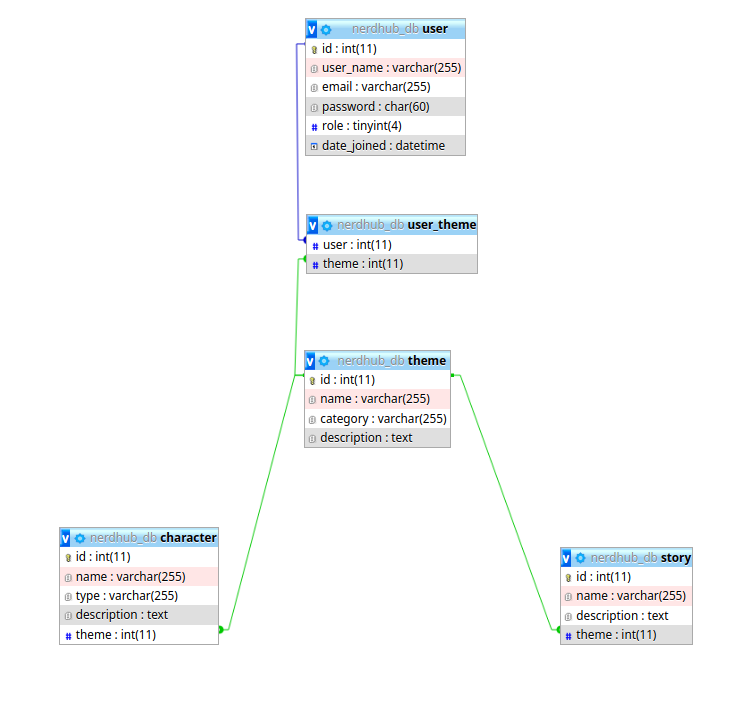 nerdhub_db user
id : int(11)
user_name : varchar(255)
email : varchar(255)
password : char(60)
role : tinyint(4)
date_joined : datetime
nerdhub_db user_theme
user : int(11)
theme : int(11)
nerdhub_db theme
id : int(11)
name : varchar(255)
category : varchar(255)
description : text
nerdhub_db character
id : int(11)
name : varchar(255)
type : varchar(255)
description : text
theme : int(11)
nerdhub_db story
id : int(11)
name : varchar(255)
description : text
theme : int(11)